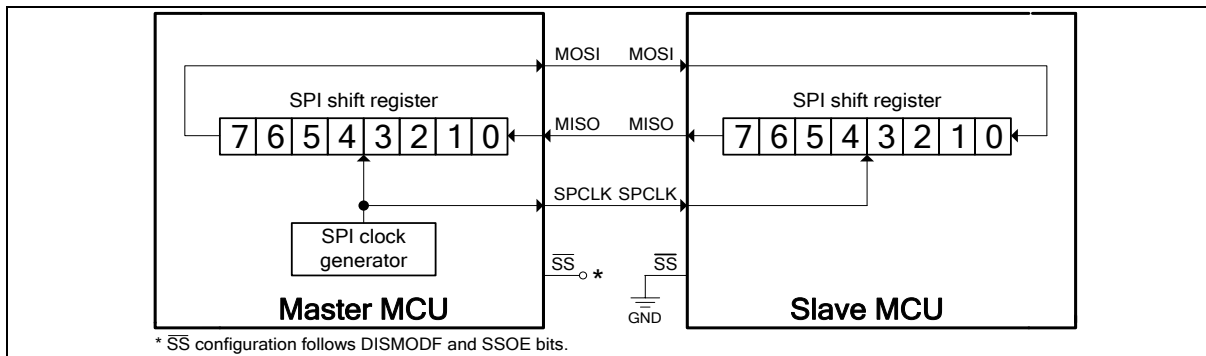 MOSI MOSI
SPI shift register SPI shift register
7 6 5 4 3 2 1 0 MISO MISO 7 6 5 4 3 2 1 0
SPCLK SPCLK
SPI clock
generator
SS * SS
GND
Master MCU Slave MCU
* SS configuration follows DISMODF and SSOE bits.